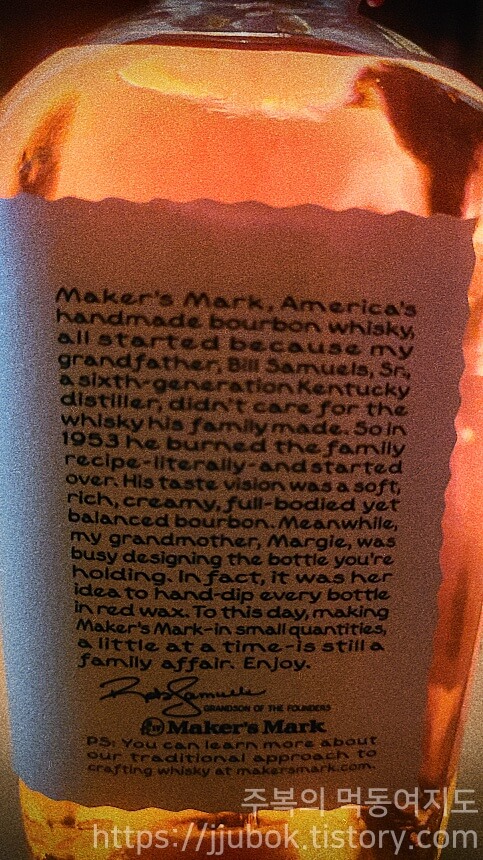 Maker's Mark, America's
handmade bourbon whisky,
all started because my
grandfather, Bill Samuels, Sr.,
a sixth-generation Kentucky
distiller, didn't care for the
whisky his family made. So in
1953 he burned the family
recipe-literally-and started
over. His taste vision was a soft,
rich, creamy, full-bodied yet
balanced bourbon. Meanwhile,
my grandmother, Margie, was
busy designing the bottle you're
holding. In fact, it was her
idea to hand-dip every bottle
in red wax. To this day, making
Maker's Mark-in small quantities,
a little at a time-is still a
family affair. Enjoy.
Rob Samuels
GRANDSON OF THE FOUNDERS
Maker's Mark
PS: You can learn more about
our traditional approach to
crafting whisky at makersmark.com.
주복의 먹동여지도
https://jjubok.tistory.com